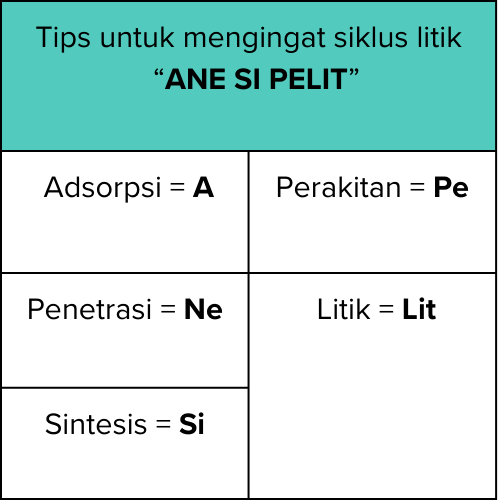 Tips untuk mengingat siklus litik
“ANE SI PELIT”
Adsorpsi = A
Perakitan = Pe
Penetrasi = Ne
Litik = Lit
Sintesis = Si